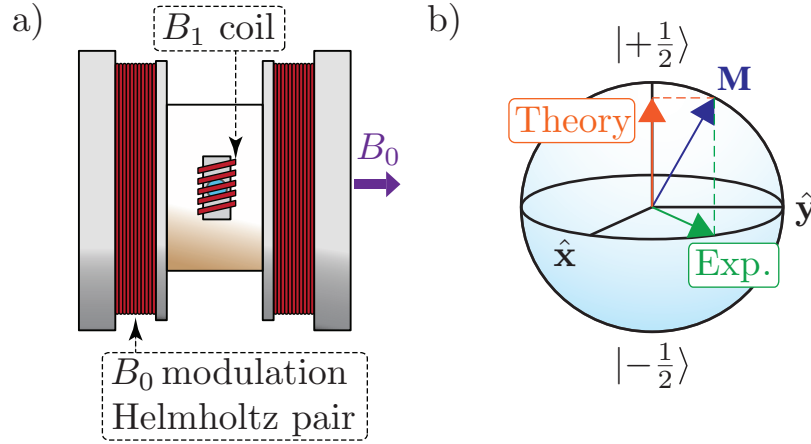 a)
B₁ coil
B₀
B₀ modulation
Helmholtz pair
b)
|+½⟩
M
Theory
ŷ
x̂
Exp.
|−½⟩